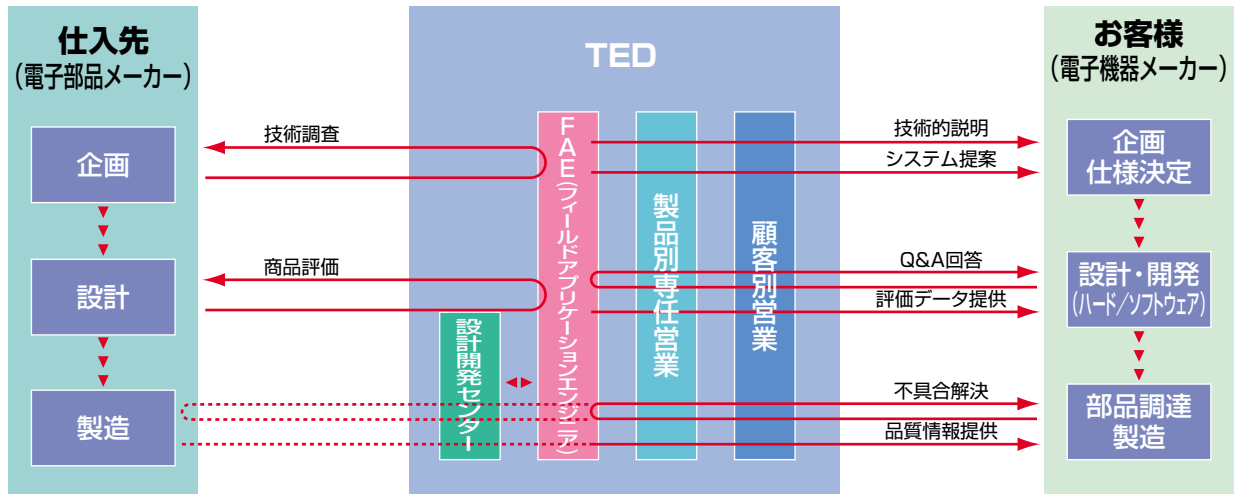 仕入先
（電子部品メーカー）
企画
設計
製造
技術調査
商品評価
TED
設計開発センター
FAE（フィールドアプリケーションエンジニア）
製品別専任営業
顧客別営業
技術的説明
システム提案
Q&A回答
評価データ提供
不具合解決
品質情報提供
お客様
（電子機器メーカー）
企画
仕様決定
設計・開発
（ハード／ソフトウェア）
部品調達
製造